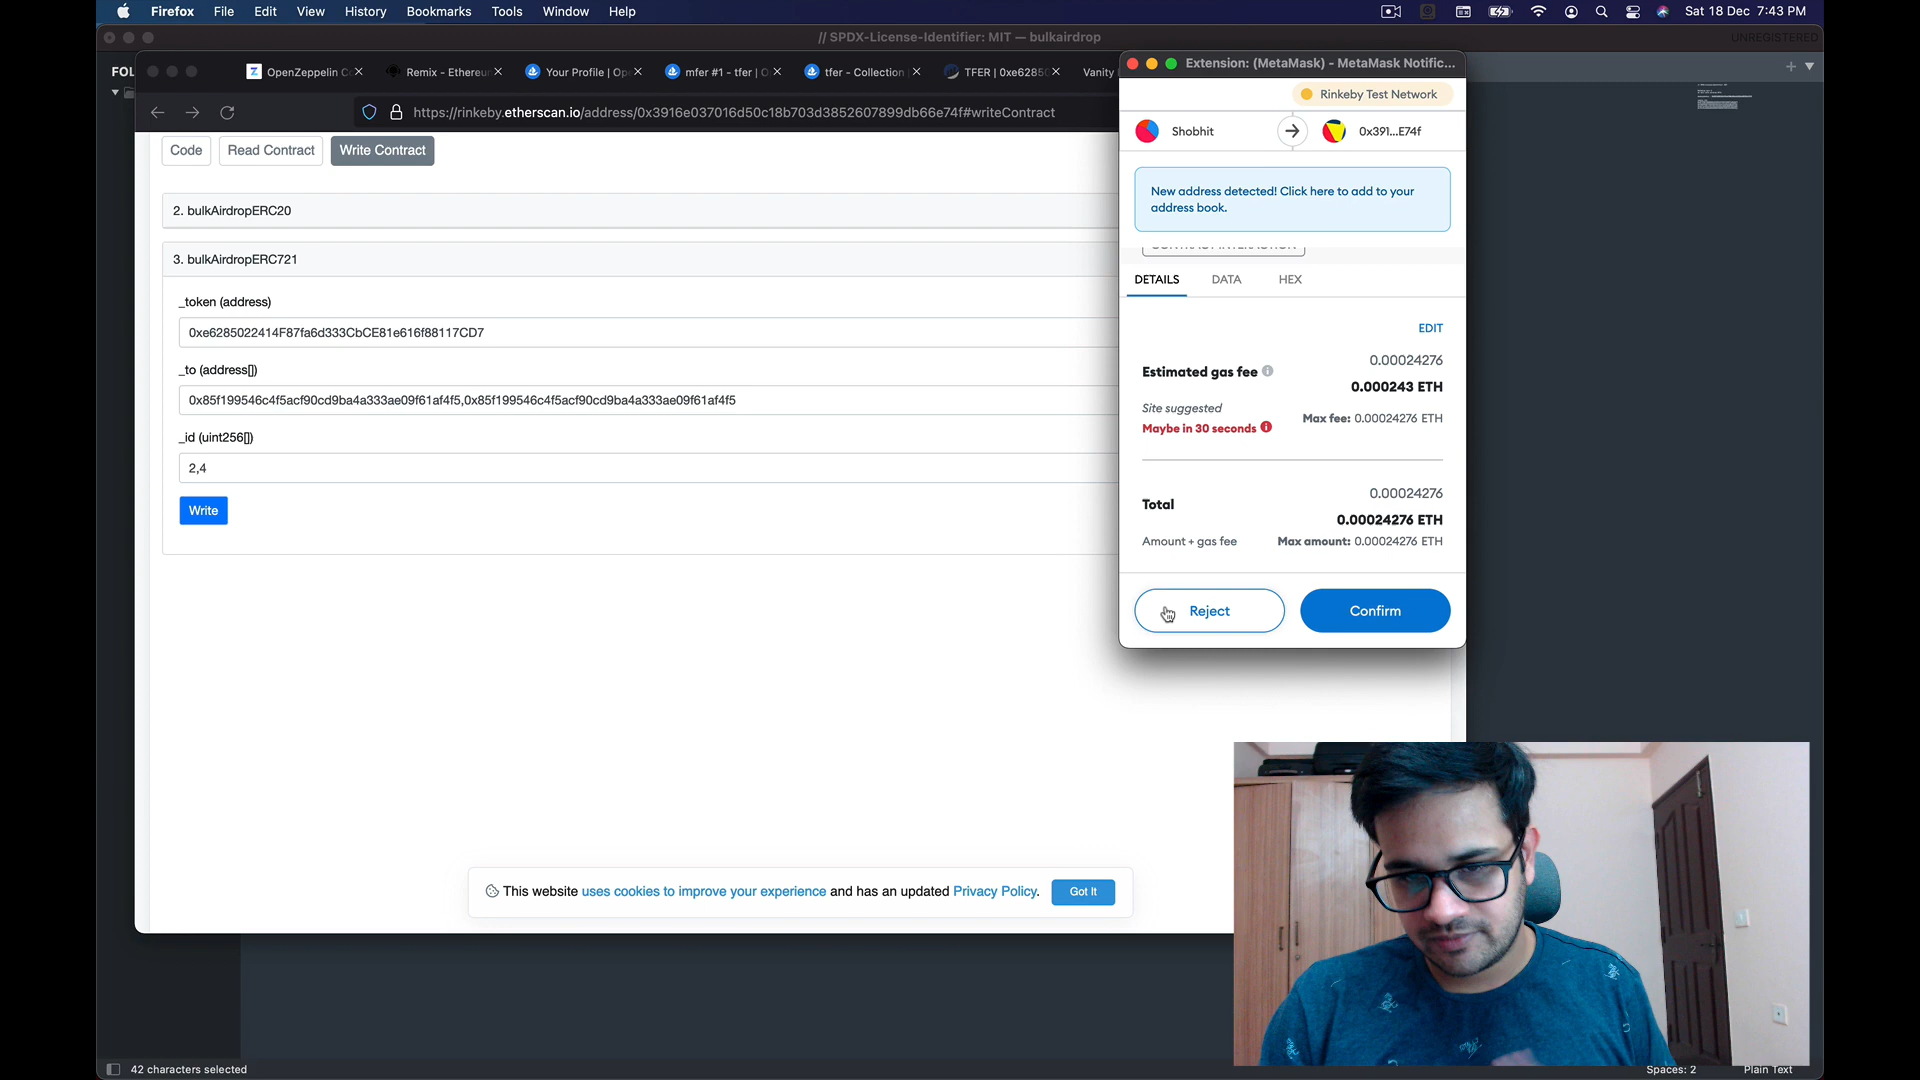 Firefox File Edit View History Bookmarks Tools Window Help
Sat 18 Dec 7:43 PM
// SPDX-License-Identifier: MIT — bulkairdrop
UNREGISTERED
FOL
OpenZeppelin C
Remix - Ethereu
Your Profile | Op
mfer #1 - tfer | O
tfer - Collection
TFER | 0xe6285
Vanity
https://rinkeby.etherscan.io/address/0x3916e037016d50c18b703d3852607899db66e74f#writeContract
Code Read Contract Write Contract
2. bulkAirdropERC20
3. bulkAirdropERC721
_token (address)
0xe6285022414F87fa6d333CbCE81e616f88117CD7
_to (address[])
0x85f199546c4f5acf90cd9ba4a333ae09f61af4f5,0x85f199546c4f5acf90cd9ba4a333ae09f61af4f5
_id (uint256[])
2,4
Write
This website uses cookies to improve your experience and has an updated Privacy Policy.
Got It
Extension: (MetaMask) - MetaMask Notific...
Rinkeby Test Network
Shobhit
0x391...E74f
New address detected! Click here to add to your
address book.
CONTRACT INTERACTION
DETAILS DATA HEX
EDIT
0.00024276
Estimated gas fee
0.000243 ETH
Site suggested
Max fee: 0.00024276 ETH
Maybe in 30 seconds
0.00024276
Total
0.00024276 ETH
Amount + gas fee
Max amount: 0.00024276 ETH
Reject
Confirm
42 characters selected
Spaces: 2
Plain Text